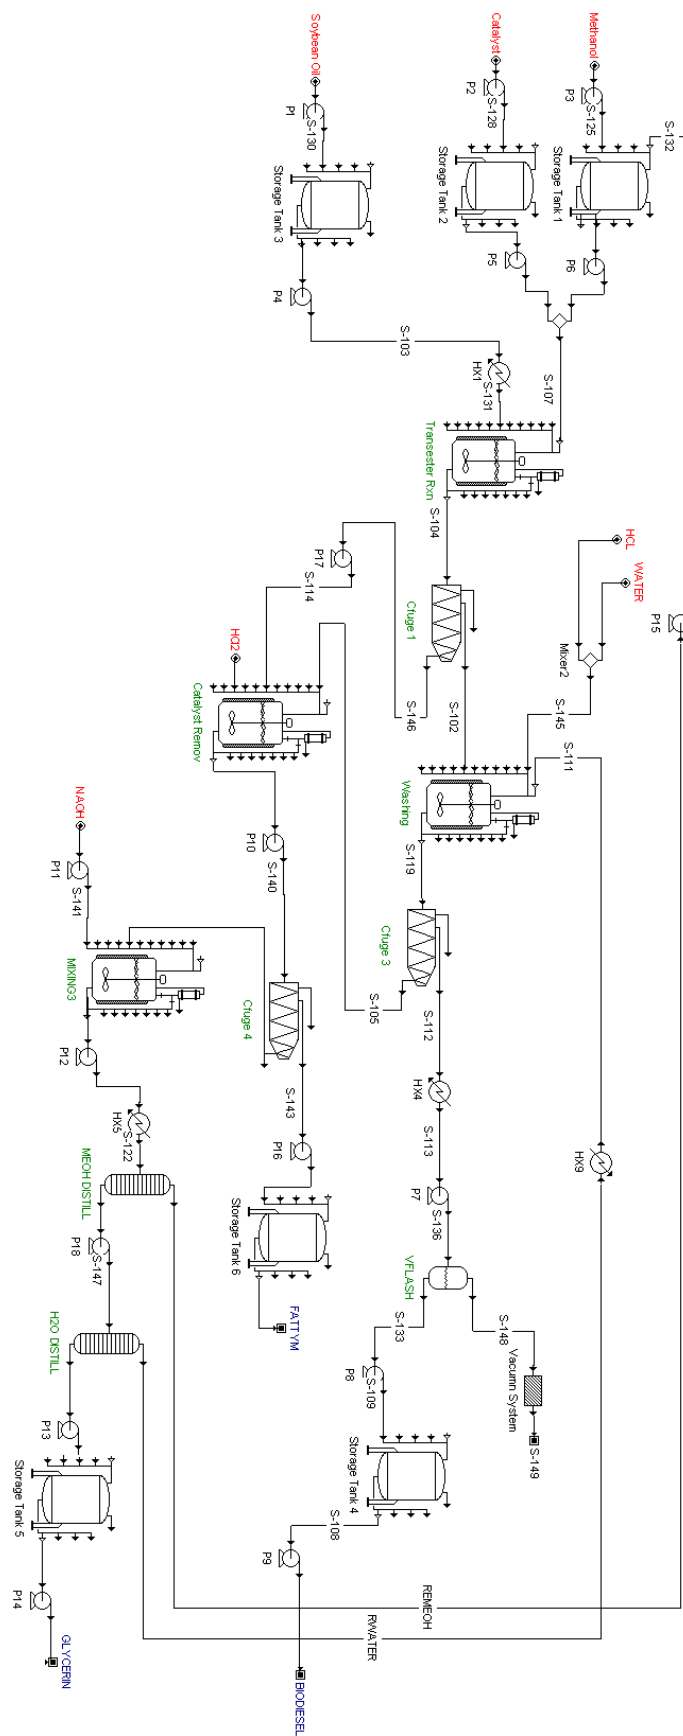 Soybean Oil
Catalyst
Methanol
P1
S-130
P2
S-128
P3
S-125
S-132
Storage Tank 3
Storage Tank 2
Storage Tank 1
P4
P5
P6
S-103
HX1
S-131
S-107
Transester Rxn
S-104
P17
S-114
HCL
WATER
P15
Cfuge 1
Mixer2
HCl2
S-146
S-102
S-145
S-111
Catalyst Remov
Washing
NAOH
P10
S-140
S-119
P11
S-141
Cfuge 3
MIXING3
Cfuge 4
S-105
S-112
P12
S-143
HX4
HX5
S-122
P16
S-113
HX9
MEOH DISTILL
P7
S-136
P18
S-147
Storage Tank 6
VFLASH
H2O DISTILL
FATTYM
S-133
S-148
P8
S-109
Vacumn System
P13
S-149
Storage Tank 5
Storage Tank 4
S-108
P9
P14
REMEOH
RWATER
GLYCERIN
BIODIESEL